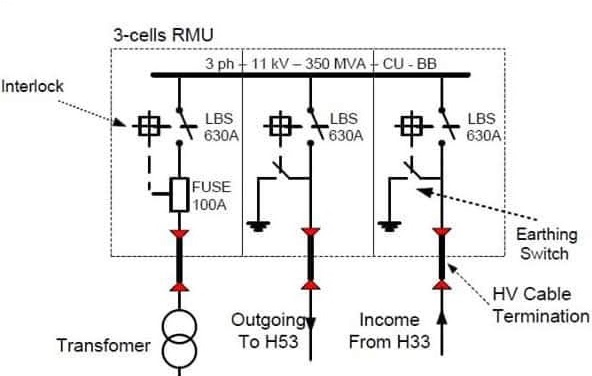 3-cells RMU
3 ph - 11 kV – 350 MVA - CU - BB
Interlock
LBS
630A
LBS
630A
LBS
630A
FUSE
100A
Earthing
Switch
HV Cable
Termination
Outgoing
To H53
Income
From H33
Transfomer